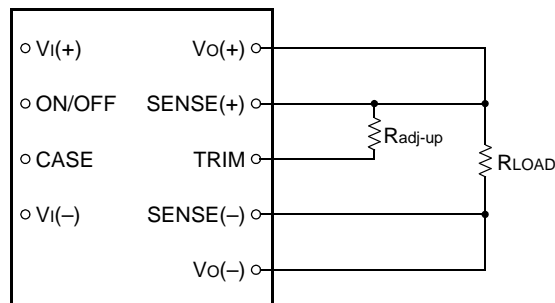 VI(+) VO(+)
ON/OFF SENSE(+)
Radj-up
CASE TRIM
RLOAD
VI(–) SENSE(–)
VO(–)